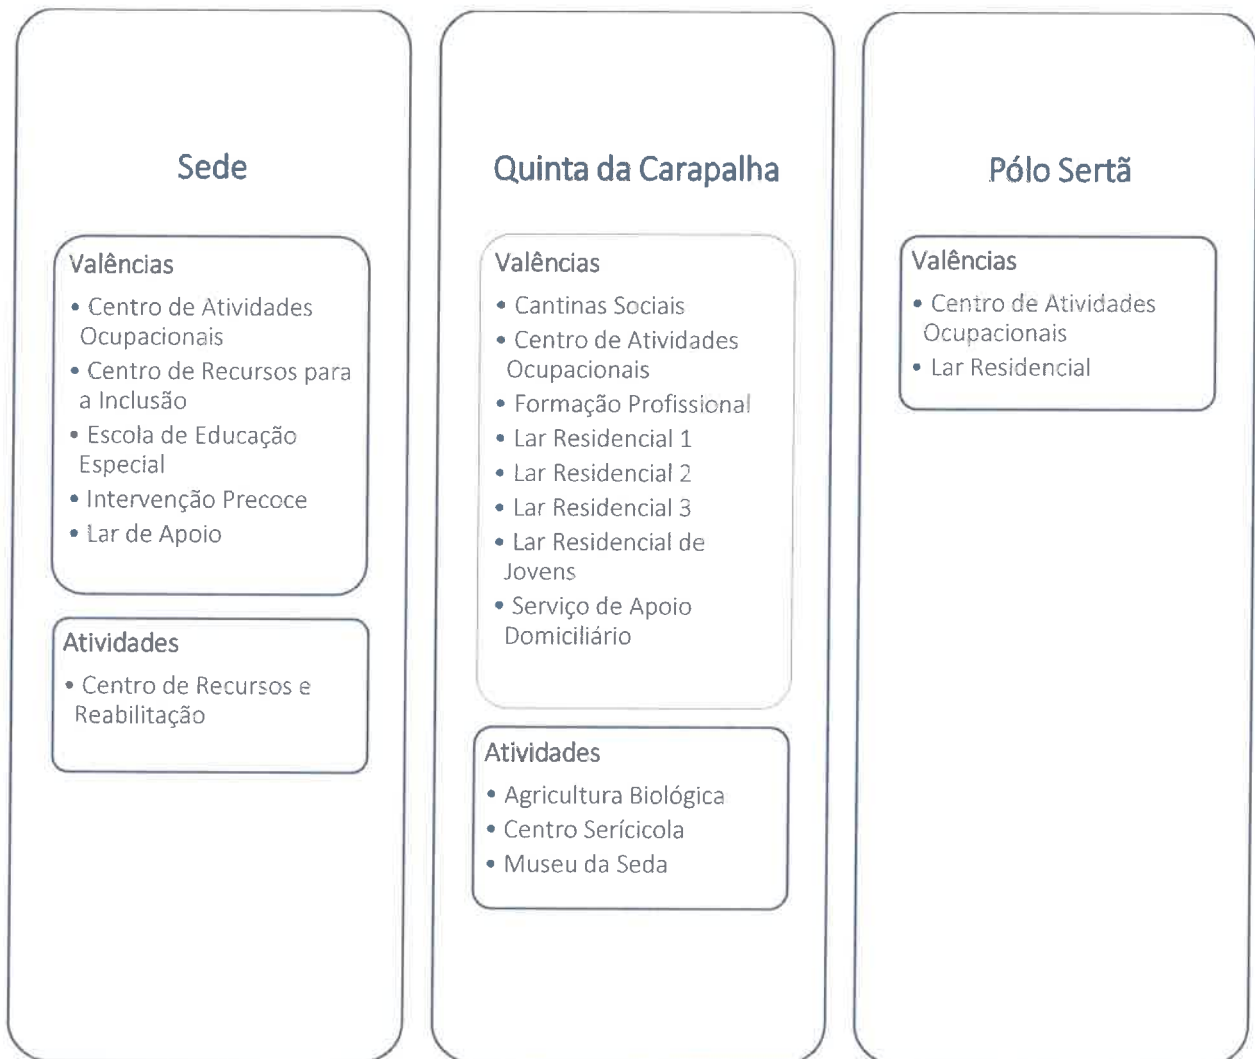 Sede
Valências
• Centro de Atividades
Ocupacionais
• Centro de Recursos para
a Inclusão
• Escola de Educação
Especial
• Intervenção Precoce
• Lar de Apoio
Atividades
• Centro de Recursos e
Reabilitação
Quinta da Carapalha
Valências
• Cantinas Sociais
• Centro de Atividades
Ocupacionais
• Formação Profissional
• Lar Residencial 1
• Lar Residencial 2
• Lar Residencial 3
• Lar Residencial de
Jovens
• Serviço de Apoio
Domiciliário
Atividades
• Agricultura Biológica
• Centro Serícicola
• Museu da Seda
Pólo Sertã
Valências
• Centro de Atividades
Ocupacionais
• Lar Residencial